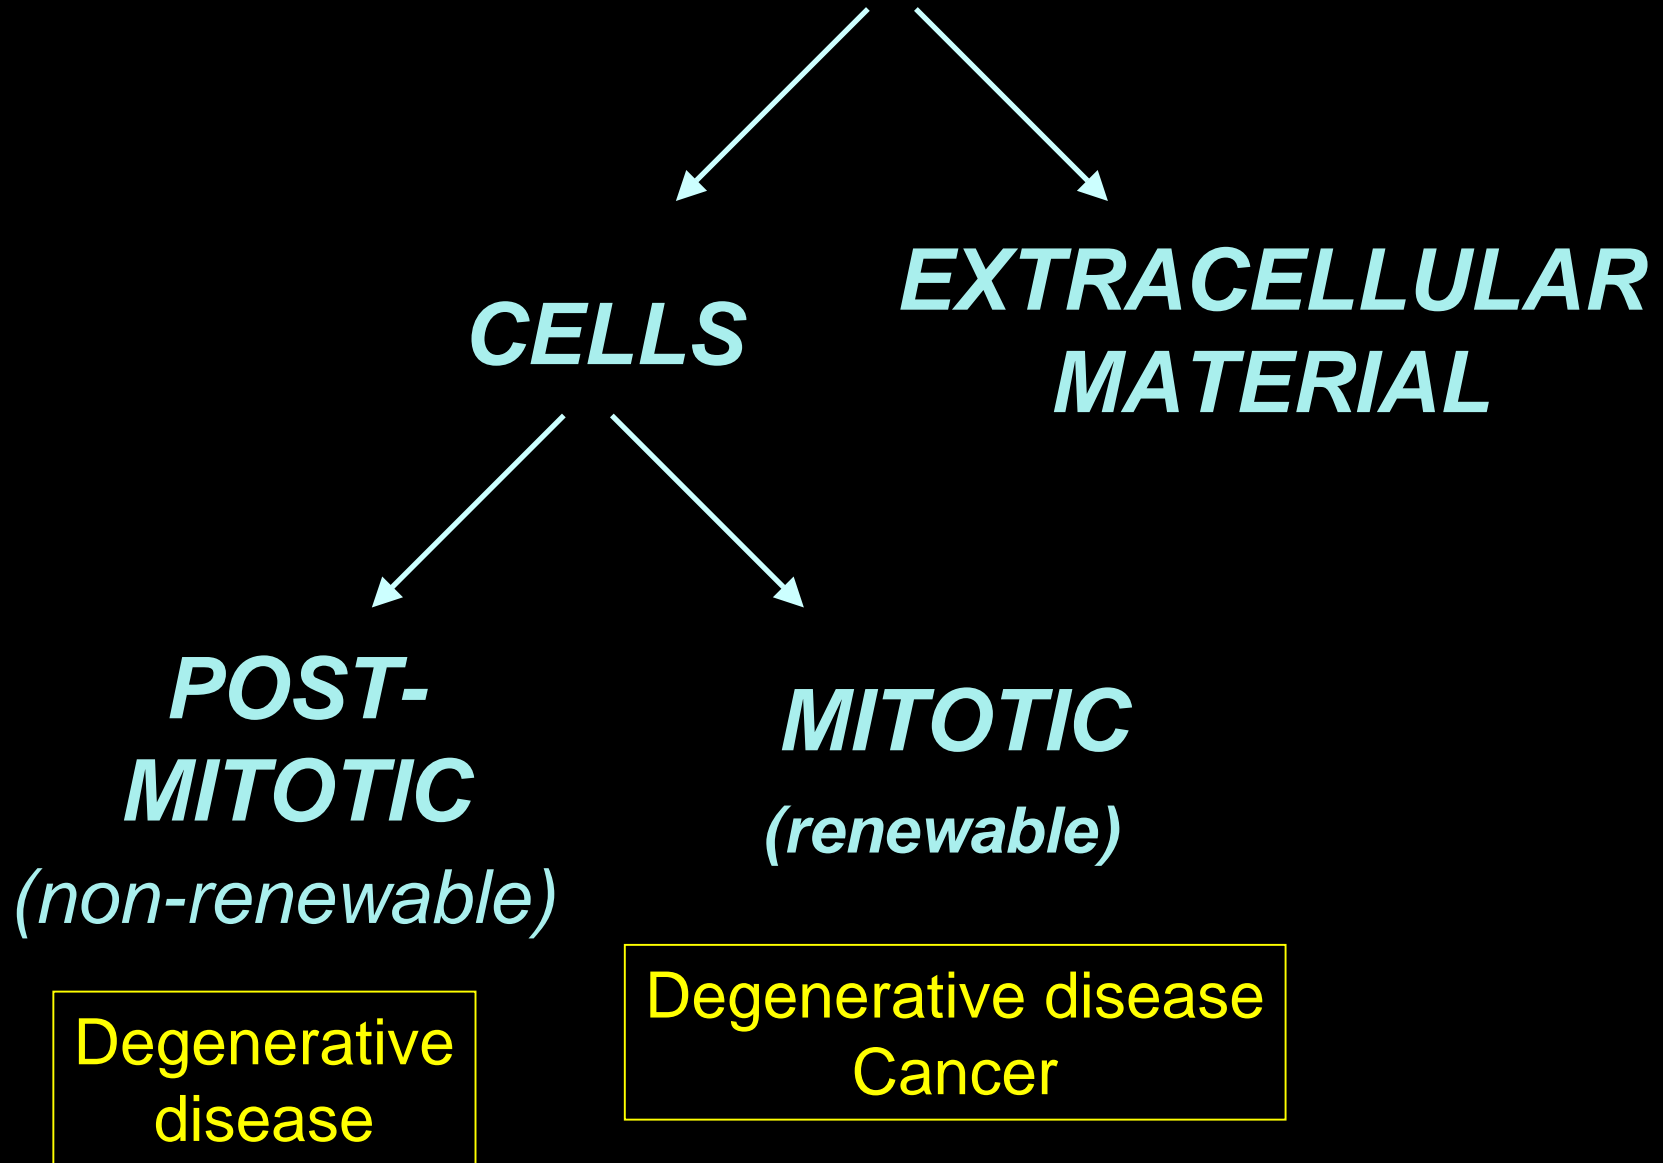 CELLS
EXTRACELLULAR
MATERIAL
POST-
MITOTIC
(non-renewable)
MITOTIC
(renewable)
Degenerative
disease
Degenerative disease
Cancer